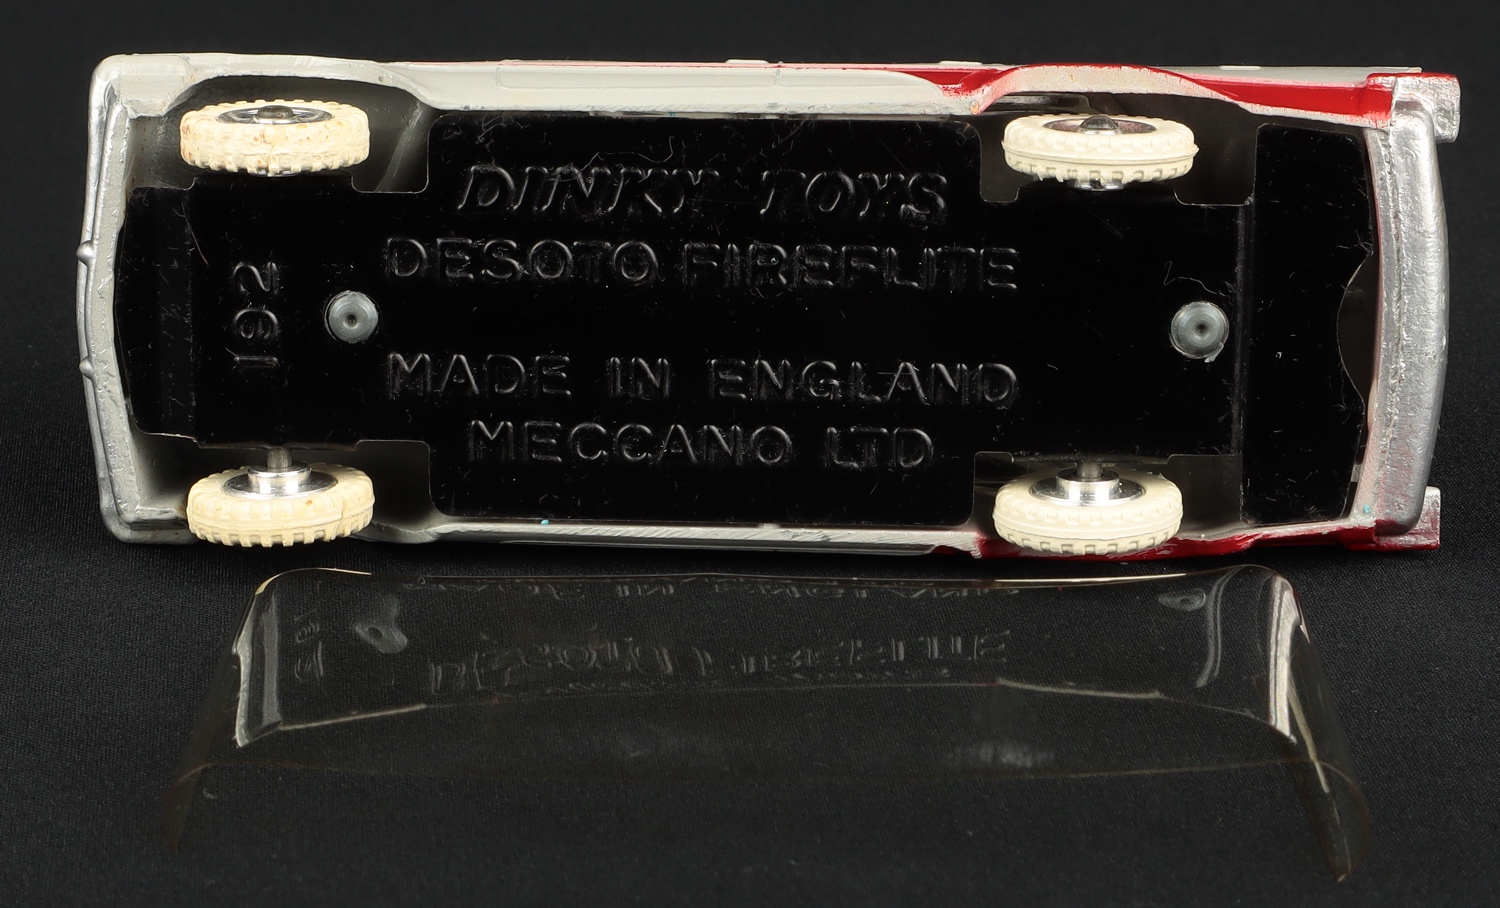 DINKY TOYS
DESOTO FIREFLITE
192
MADE IN ENGLAND
MECCANO LTD